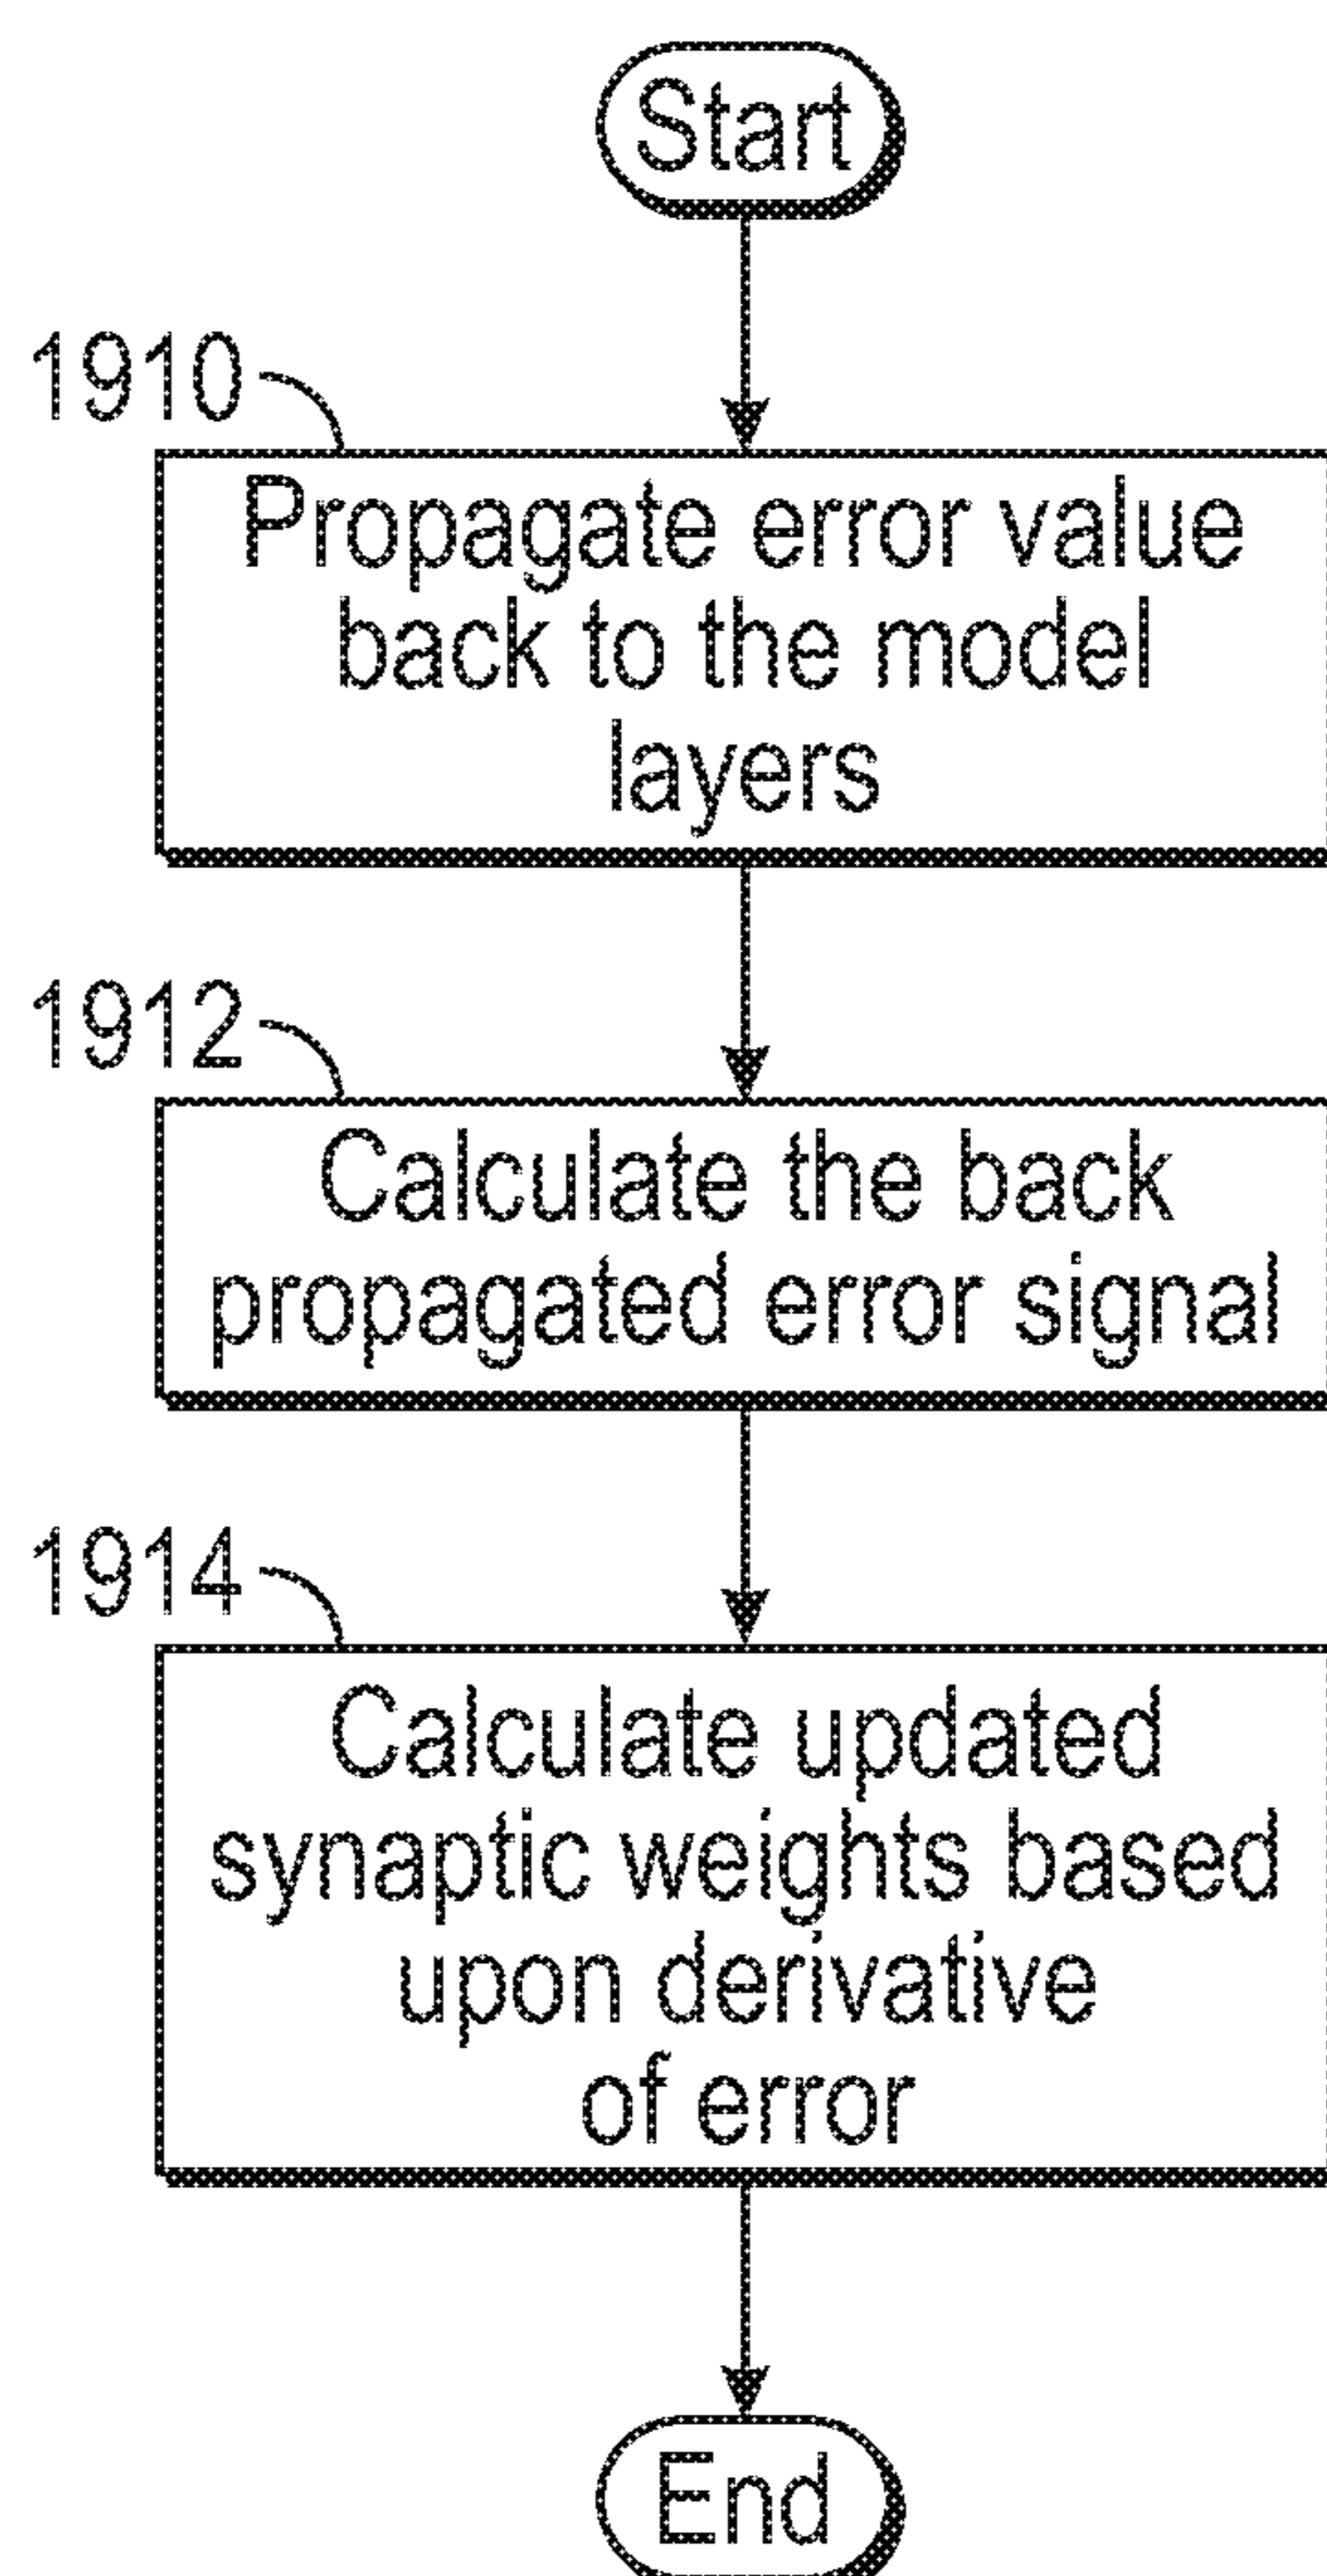 Start
1910
Propagate error value
back to the model
layers
1912
Calculate the back
propagated error signal
1914
Calculate updated
synaptic weights based
upon derivative
of error
End